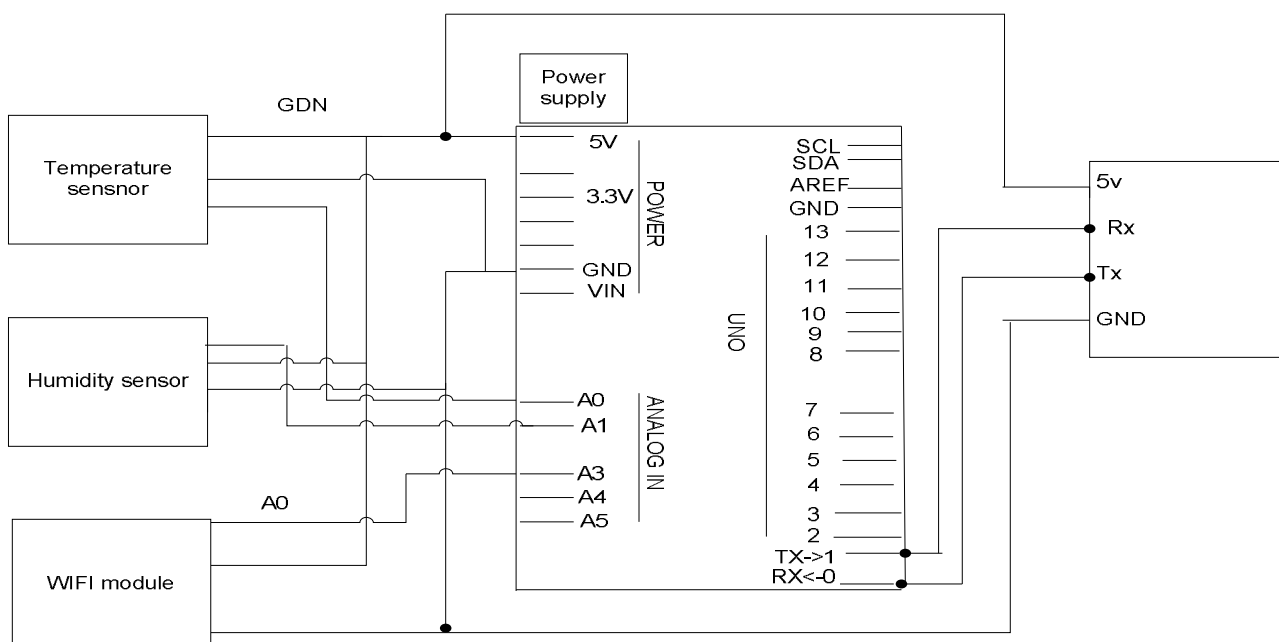 GDN
Temperature
sensnor
Humidity sensor
A0
WIFI module
Power
supply
5V
3.3V
GND
VIN
POWER
A0
A1
A3
A4
A5
ANALOG IN
UNO
SCL
SDA
AREF
GND
13
12
11
10
9
8
7
6
5
4
3
2
TX->1
RX<-0
5v
Rx
Tx
GND